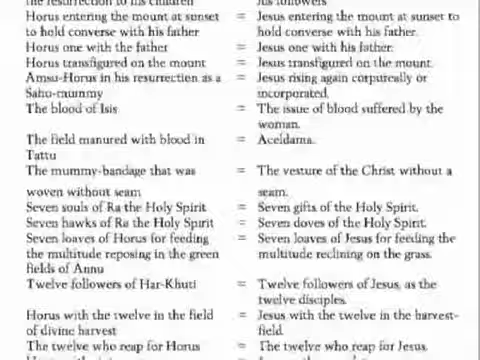 the resurrection to his children his followers
Horus entering the mount at sunset = Jesus entering the mount at sunset to
to hold converse with his father hold converse with his father.
Horus one with the father = Jesus one with his father.
Horus transfigured on the mount = Jesus transfigured on the mount.
Amsu-Horus in his resurrection as a = Jesus rising again corporeally or
Sahu-mummy incorporated.
The blood of Isis = The issue of blood suffered by the
woman.
The field manured with blood in = Aceldama.
Tattu
The mummy-bandage that was = The vesture of the Christ without a
woven without seam seam.
Seven souls of Ra the Holy Spirit = Seven gifts of the Holy Spirit.
Seven hawks of Ra the Holy Spirit = Seven doves of the Holy Spirit.
Seven loaves of Horus for feeding = Seven loaves of Jesus for feeding the
the multitude reposing in the green multitude reclining on the grass.
fields of Annu
Twelve followers of Har-Khuti = Twelve followers of Jesus, as the
twelve disciples.
Horus with the twelve in the field = Jesus with the twelve in the harvest-
of divine harvest field.
The twelve who reap for Horus = The twelve who reap for Jesus.